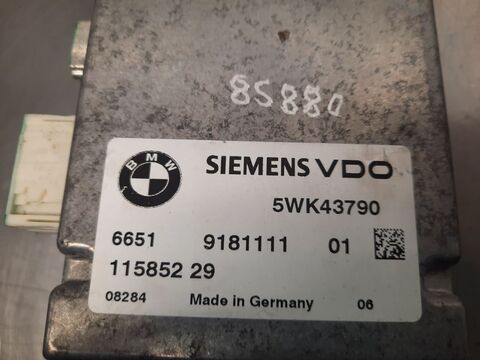 85880
BMW SIEMENS VDO
5WK43790
6651 9181111 01
115852 29
08284 Made in Germany 06